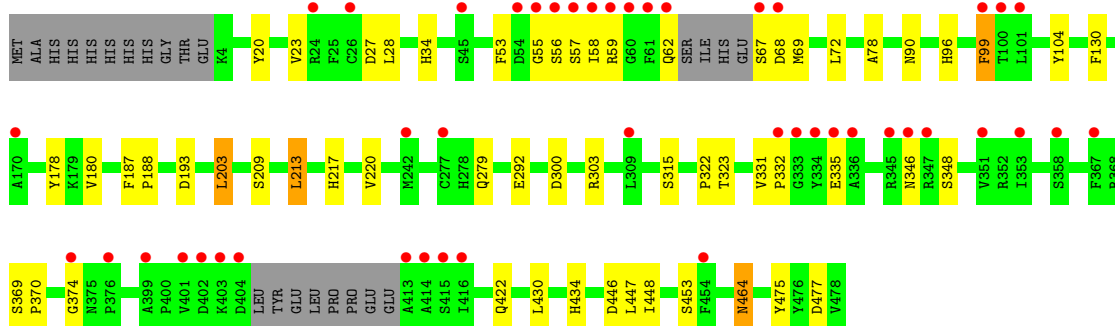 MET ALA HIS HIS HIS HIS HIS HIS GLY THR GLU K4 Y20 V23 R24 F25 C26 D27 L28 H34 S45 F53 D54 G55 S56 S57 I58 R59 G60 F61 Q62 SER ILE HIS GLU S67 D68 M69 L72 A78 N90 H96 F99 T100 L101 Y104 F130
A170 Y178 K179 V180 F187 P188 D193 L203 S209 L213 H217 V220 M242 C277 H278 Q279 E292 D300 R303 L309 S315 P322 T323 V331 P332 G333 Y334 E335 A336 R345 N346 R347 S348 V351 R352 I353 S358 F367 R368
S369 P370 G374 N375 P376 A399 P400 V401 D402 K403 D404 LEU TYR GLU LEU PRO PRO GLU GLU A413 A414 S415 I416 Q422 L430 H434 D446 L447 I448 S453 F454 N464 Y475 Y476 D477 V478